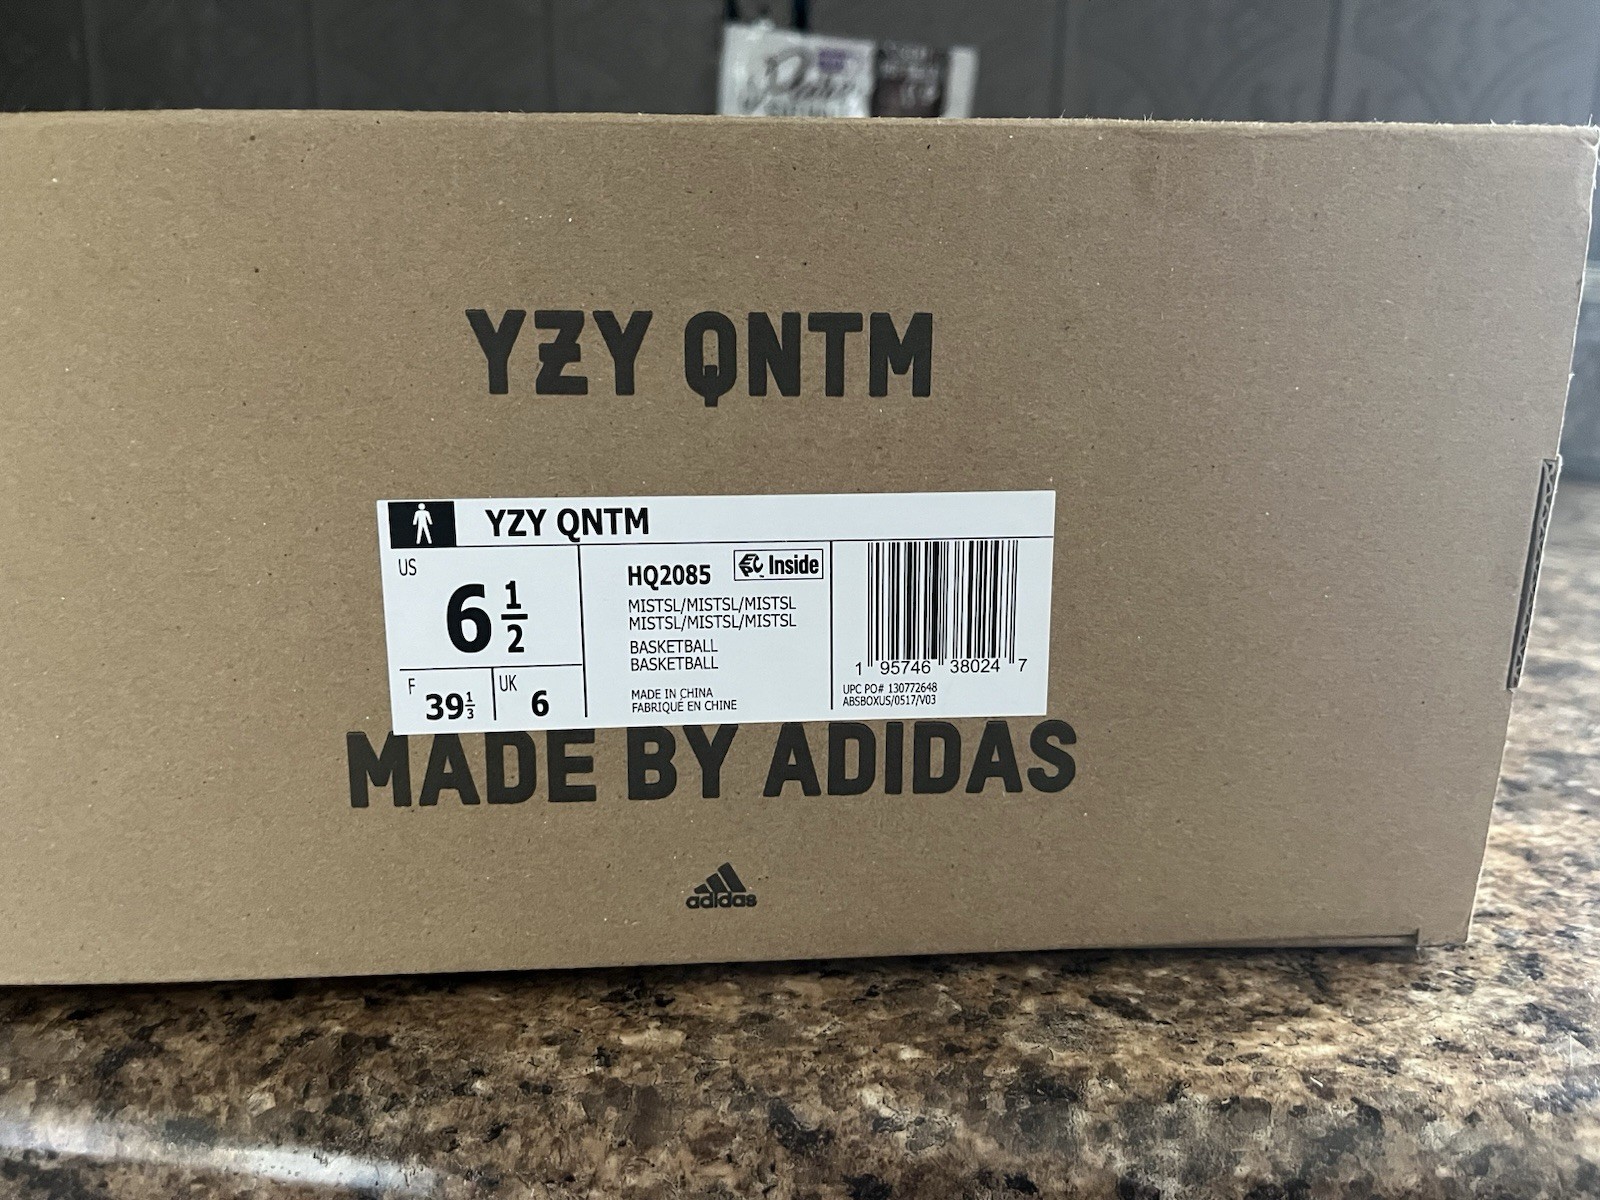 Pure
YZY QNTM
YZY QNTM
US
6 1/2
F 39 1/3
UK 6
HQ2085
Inside
MISTSL/MISTSL/MISTSL
MISTSL/MISTSL/MISTSL
BASKETBALL
BASKETBALL
MADE IN CHINA
FABRIQUÉ EN CHINE
1 95746 38024 7
UPC PO# 130772648
ABSBOXUS/0517/V03
MADE BY ADIDAS
adidas